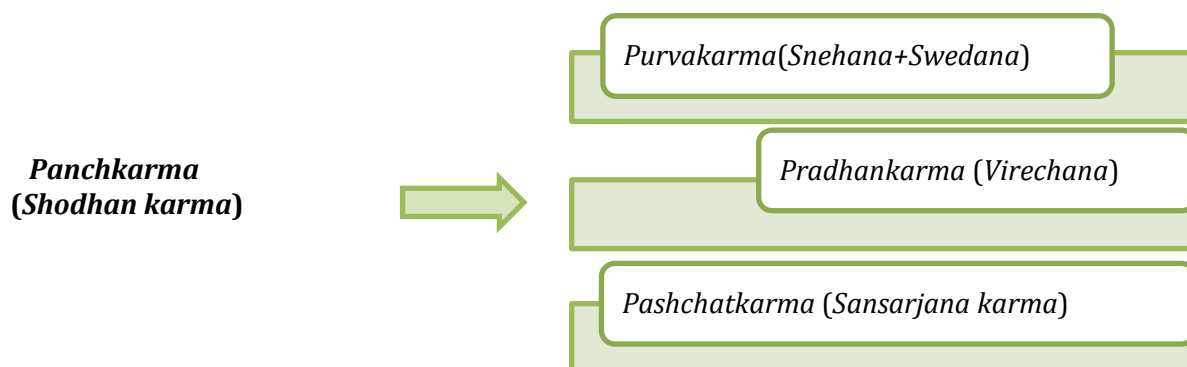 Panchkarma
(Shodhan karma)
Purvakarma(Snehana+Swedana)
Pradhankarma (Virechana)
Pashchatkarma (Sansarjana karma)